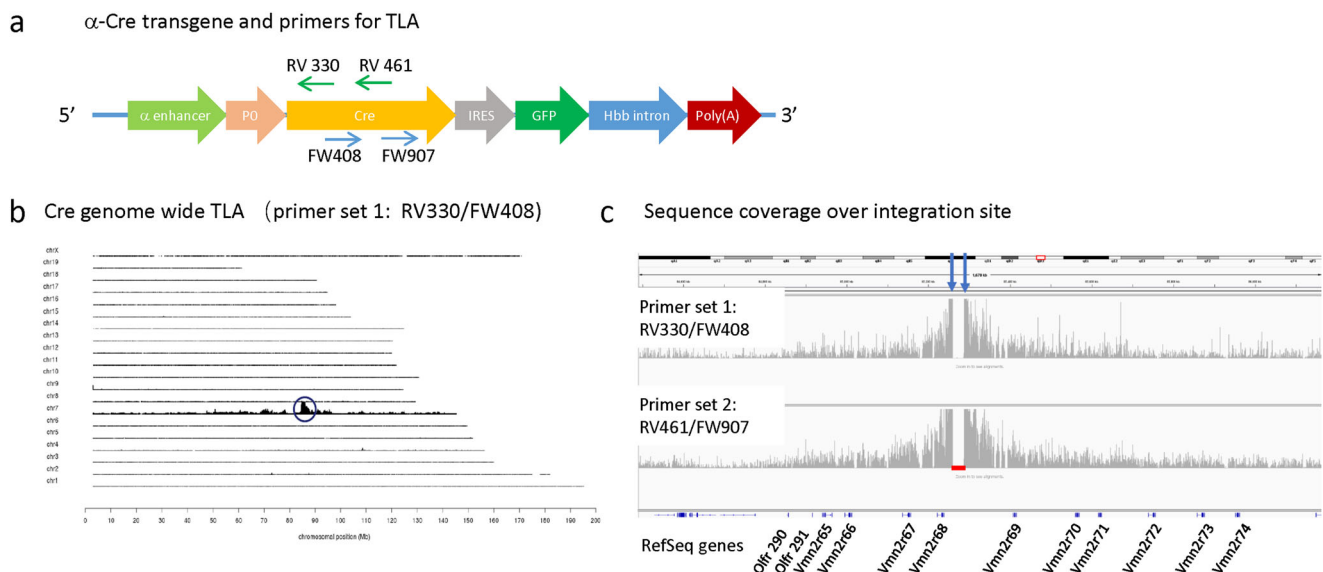 a α-Cre transgene and primers for TLA
RV 330 RV 461
5’ α enhancer P0 Cre IRES GFP Hbb intron Poly(A) 3’
FW408 FW907
b Cre genome wide TLA (primer set 1: RV330/FW408)
chrX
chr19
chr18
chr17
chr16
chr15
chr14
chr13
chr12
chr11
chr10
chr9
chr8
chr7
chr6
chr5
chr4
chr3
chr2
chr1
0 10 20 30 40 50 60 70 80 90 100 110 120 130 140 150 160 170 180 190 200
chromosomal position (Mb)
c Sequence coverage over integration site
Primer set 1:
RV330/FW408
Primer set 2:
RV461/FW907
RefSeq genes
Olfr 290
Olfr 291
Vmn2r65
Vmn2r66
Vmn2r67
Vmn2r68
Vmn2r69
Vmn2r70
Vmn2r71
Vmn2r72
Vmn2r73
Vmn2r74